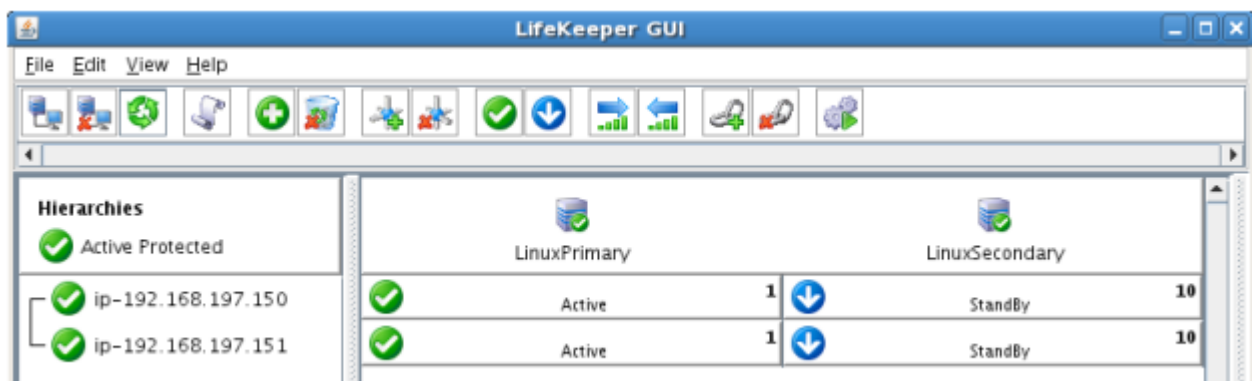 LifeKeeper GUI
File Edit View Help
Hierarchies
Active Protected
LinuxPrimary
LinuxSecondary
ip-192.168.197.150
Active
1
StandBy
10
ip-192.168.197.151
Active
1
StandBy
10